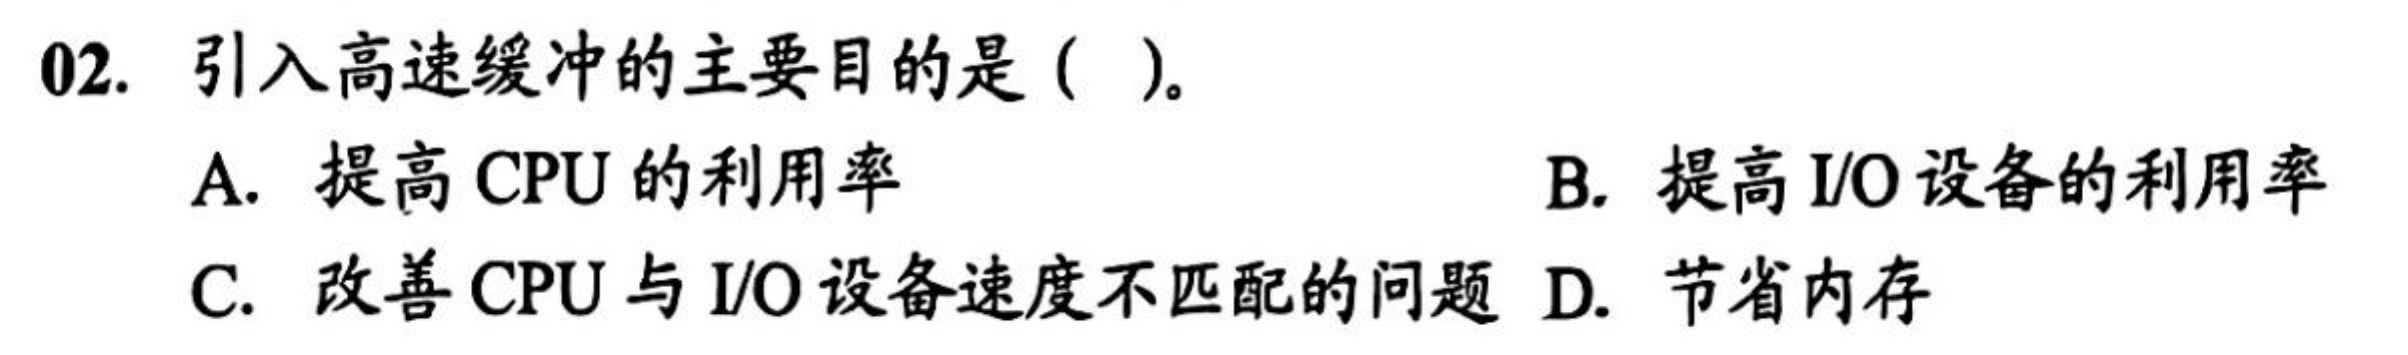 02. 引入高速缓冲的主要目的是（ ）。
A. 提高 CPU 的利用率 B. 提高 I/O 设备的利用率
C. 改善 CPU 与 I/O 设备速度不匹配的问题 D. 节省内存